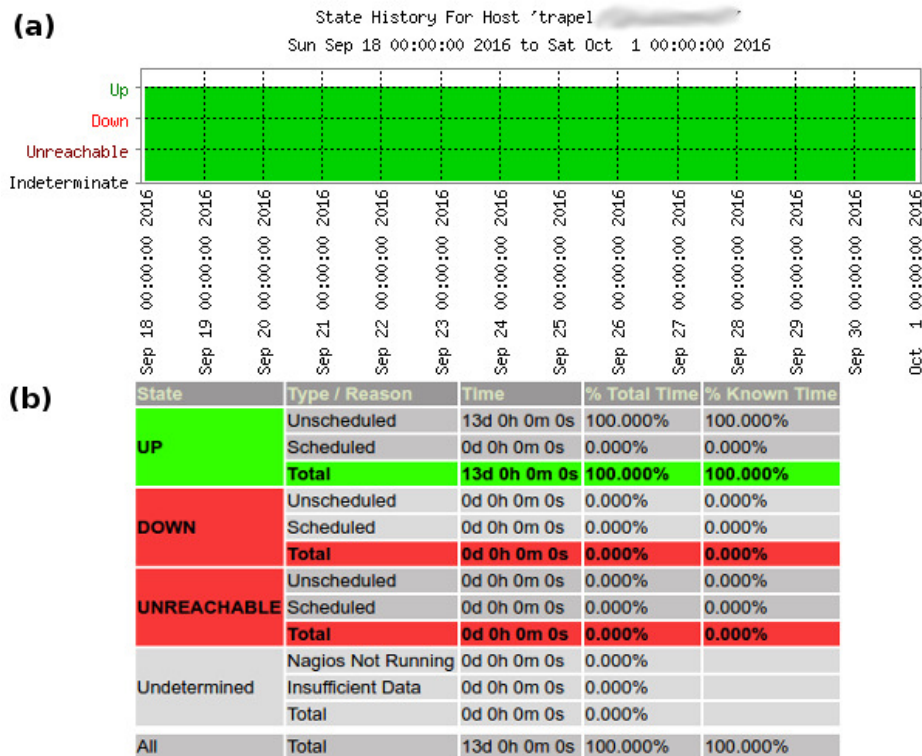 (a)
State History For Host 'trapel
Sun Sep 18 00:00:00 2016 to Sat Oct 1 00:00:00 2016
Up
Down
Unreachable
Indeterminate
Sep 18 00:00:00 2016
Sep 19 00:00:00 2016
Sep 20 00:00:00 2016
Sep 21 00:00:00 2016
Sep 22 00:00:00 2016
Sep 23 00:00:00 2016
Sep 24 00:00:00 2016
Sep 25 00:00:00 2016
Sep 26 00:00:00 2016
Sep 27 00:00:00 2016
Sep 28 00:00:00 2016
Sep 29 00:00:00 2016
Sep 30 00:00:00 2016
Oct 1 00:00:00 2016
(b)
State Type / Reason Time % Total Time % Known Time
UP
Unscheduled 13d 0h 0m 0s 100.000% 100.000%
Scheduled 0d 0h 0m 0s 0.000% 0.000%
Total 13d 0h 0m 0s 100.000% 100.000%
DOWN
Unscheduled 0d 0h 0m 0s 0.000% 0.000%
Scheduled 0d 0h 0m 0s 0.000% 0.000%
Total 0d 0h 0m 0s 0.000% 0.000%
UNREACHABLE
Unscheduled 0d 0h 0m 0s 0.000% 0.000%
Scheduled 0d 0h 0m 0s 0.000% 0.000%
Total 0d 0h 0m 0s 0.000% 0.000%
Undetermined
Nagios Not Running 0d 0h 0m 0s 0.000%
Insufficient Data 0d 0h 0m 0s 0.000%
Total 0d 0h 0m 0s 0.000%
All Total 13d 0h 0m 0s 100.000% 100.000%